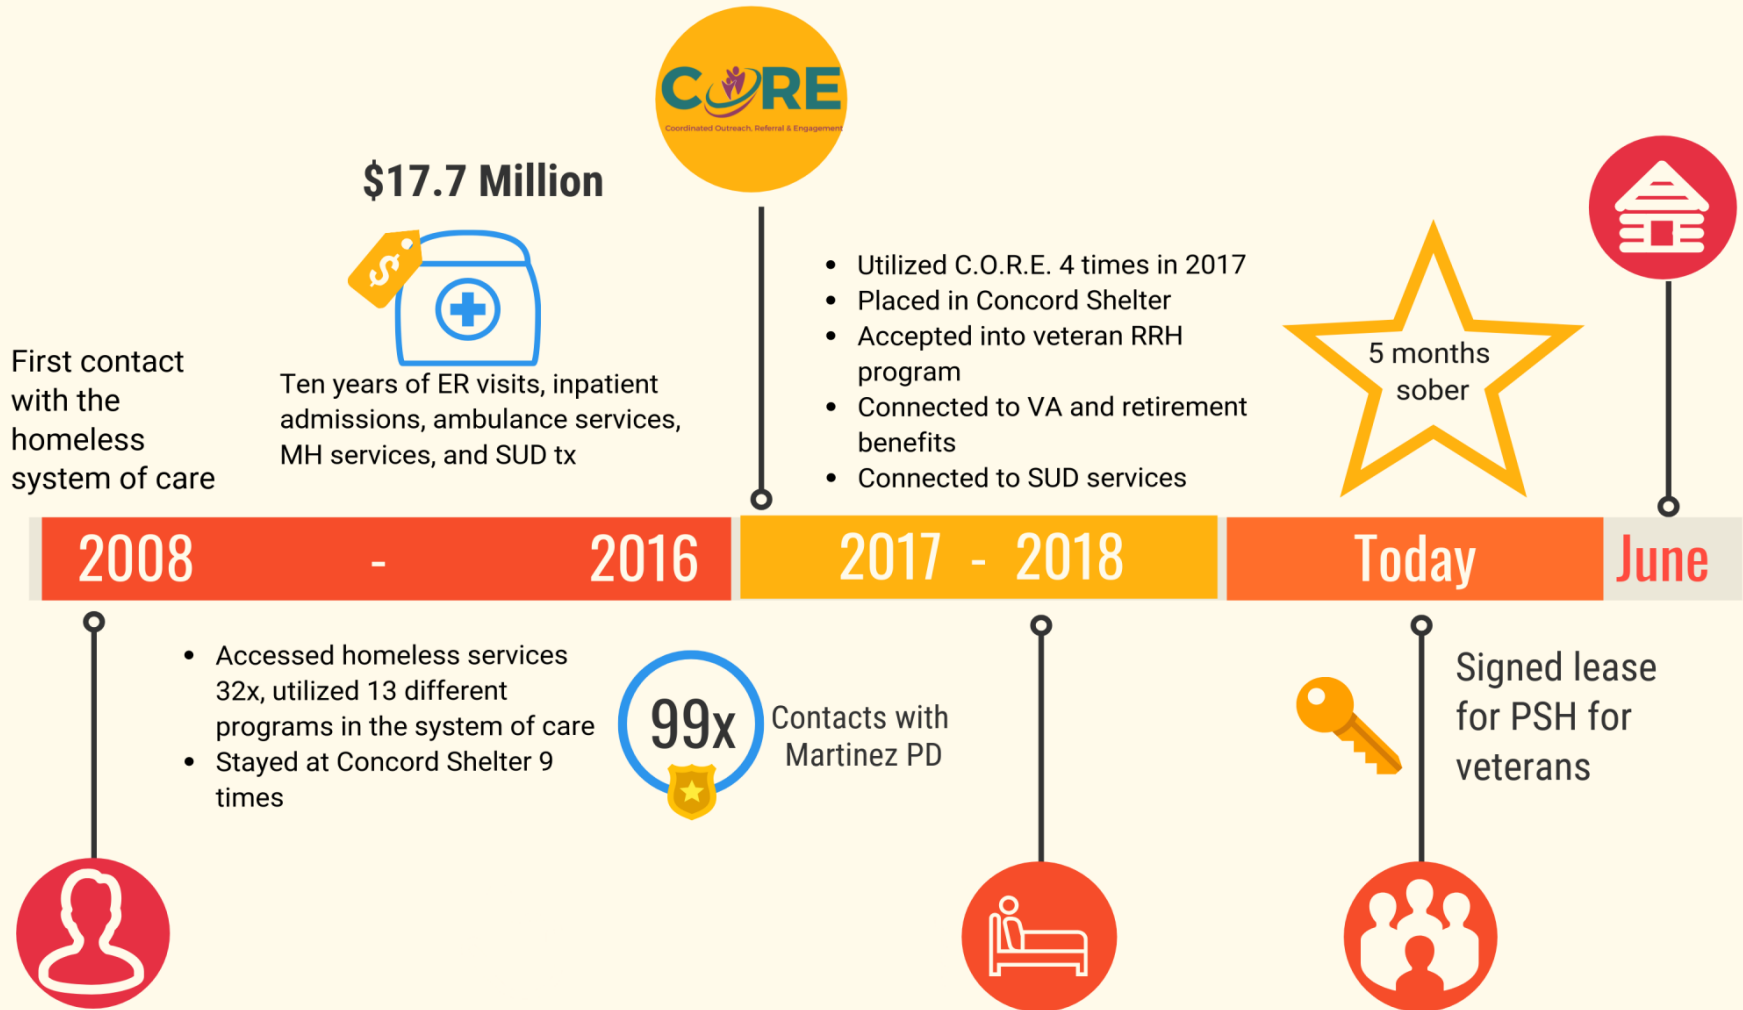 CORE
Coordinated Outreach, Referral & Engagement
$17.7 Million
$
First contact
with the
homeless
system of care
Ten years of ER visits, inpatient
admissions, ambulance services,
MH services, and SUD tx
• Utilized C.O.R.E. 4 times in 2017
• Placed in Concord Shelter
• Accepted into veteran RRH
program
• Connected to VA and retirement
benefits
• Connected to SUD services
5 months
sober
2008 - 2016
2017 - 2018
Today
June
• Accessed homeless services
32x, utilized 13 different
programs in the system of care
• Stayed at Concord Shelter 9
times
99x
Contacts with
Martinez PD
Signed lease
for PSH for
veterans